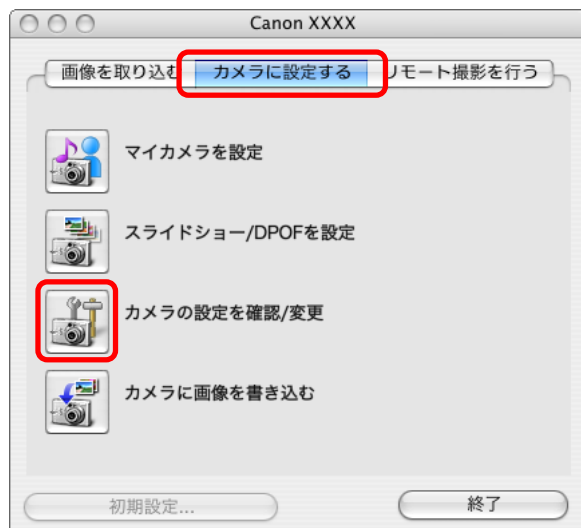 Canon XXXX
画像を取り込む カメラに設定する リモート撮影を行う
マイカメラを設定
スライドショー/DPOFを設定
カメラの設定を確認/変更
カメラに画像を書き込む
初期設定... 終了